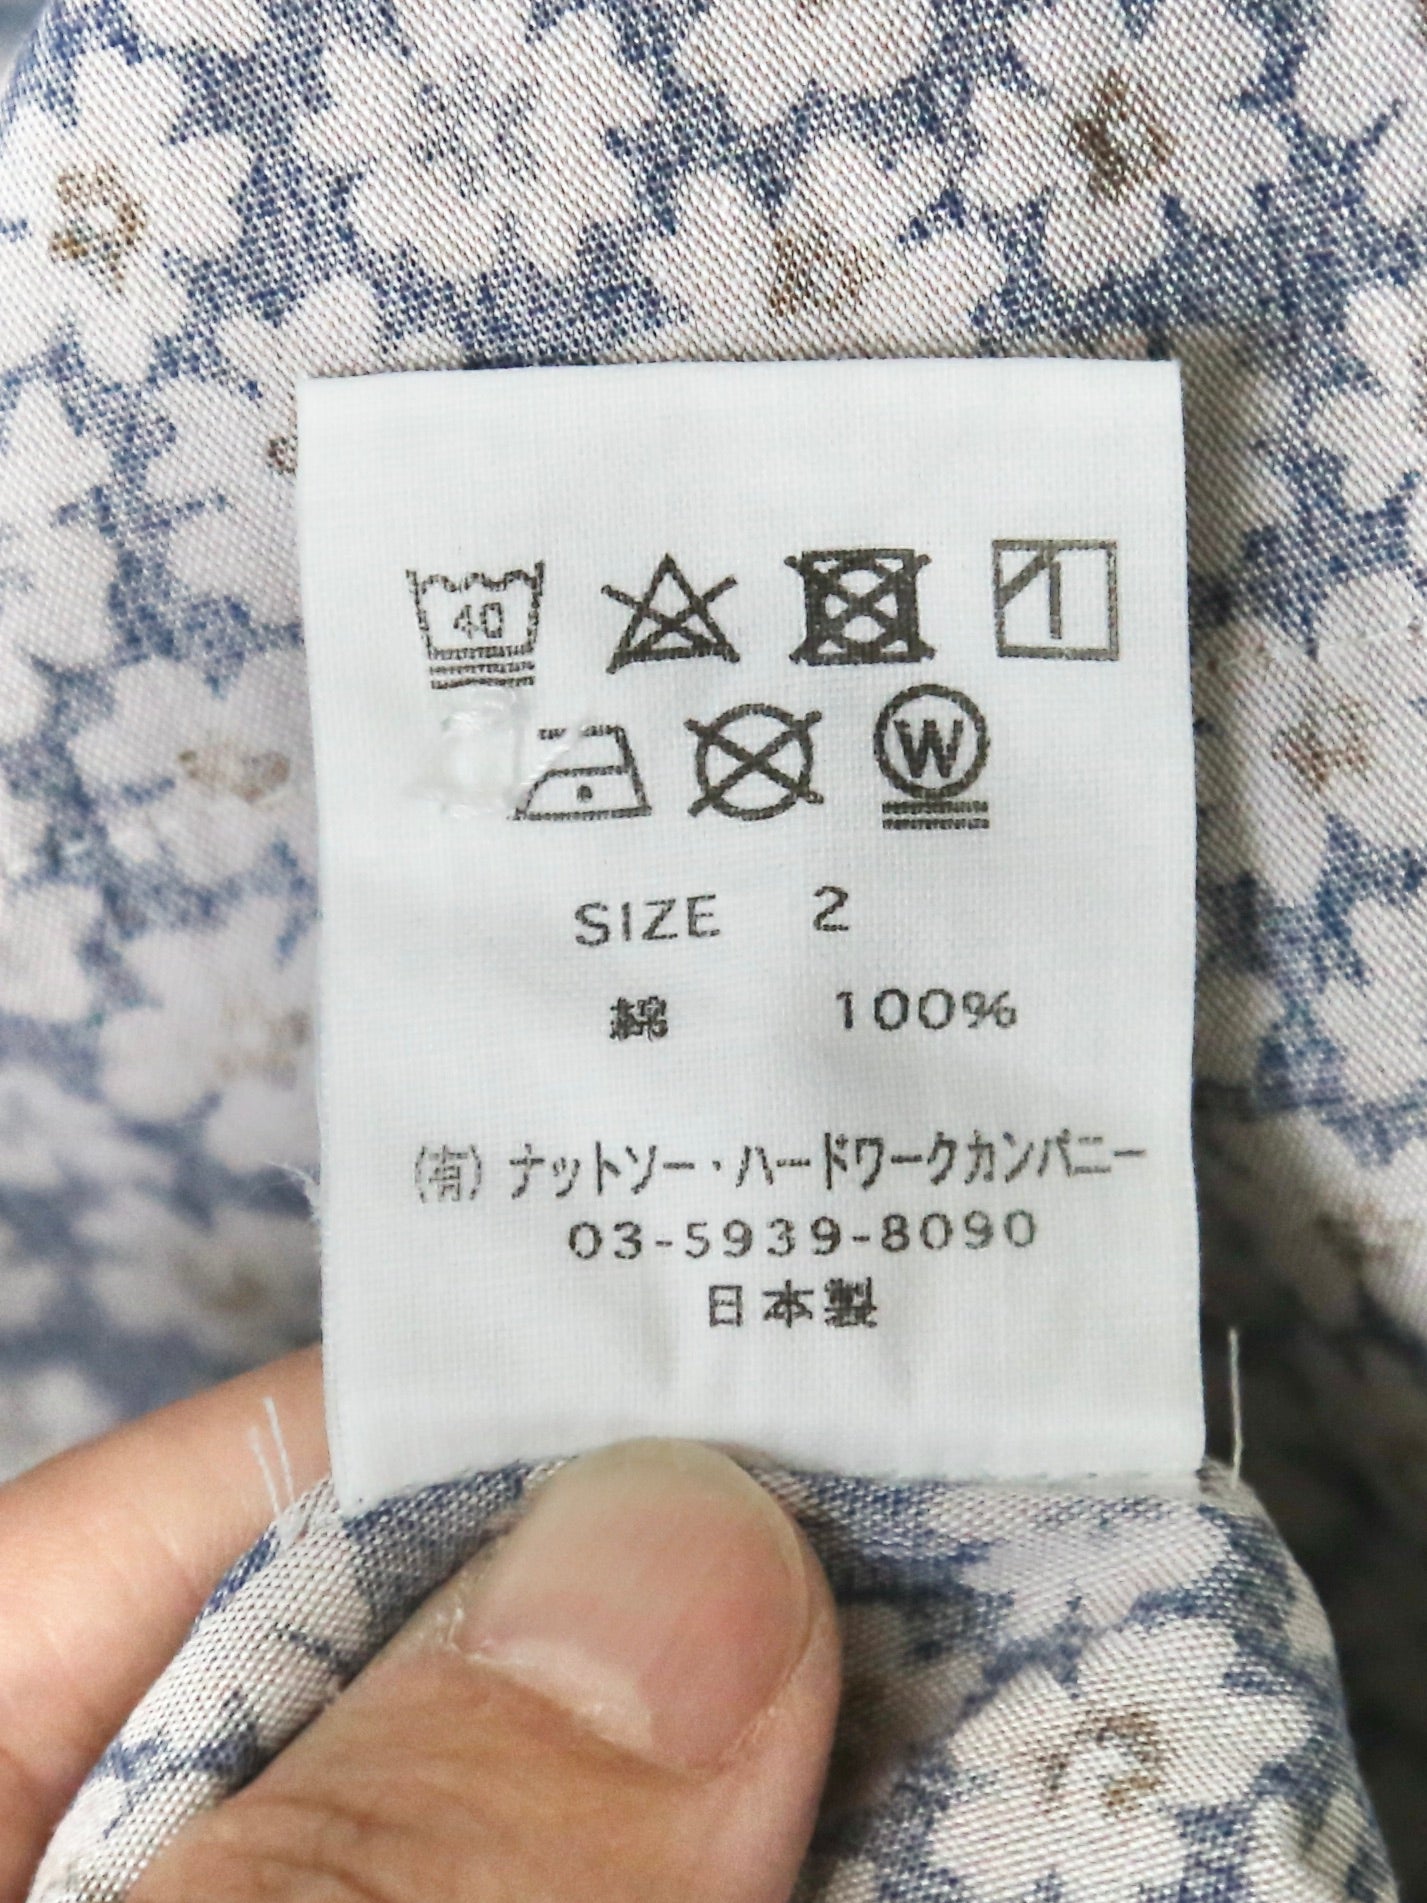 40
W
SIZE 2
綿 100%
(有) ナットソー・ハードワークカンパニー
03-5939-8090
日本製